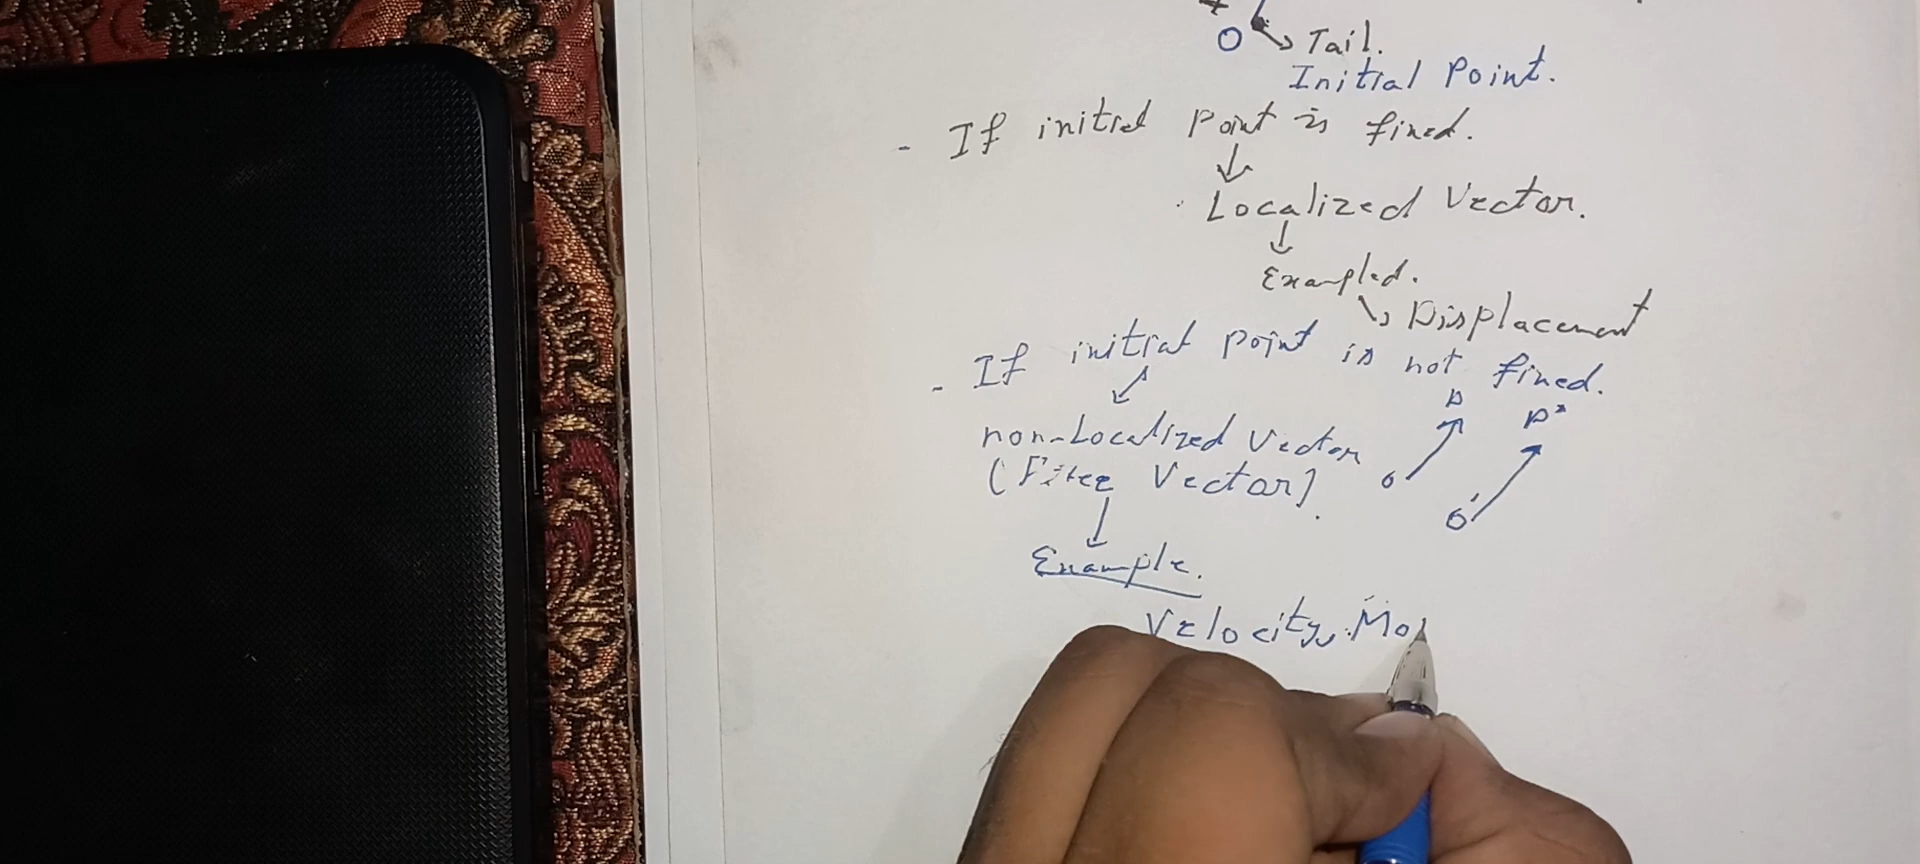 O Tail.
Initial Point.
- If initial point is fixed.
Localized Vector.
Exampled.
Displacement
- If initial point is not fixed.
non-Localized Vector
(Free Vector).
P P"
O O'
Example.
Velocity, Mo